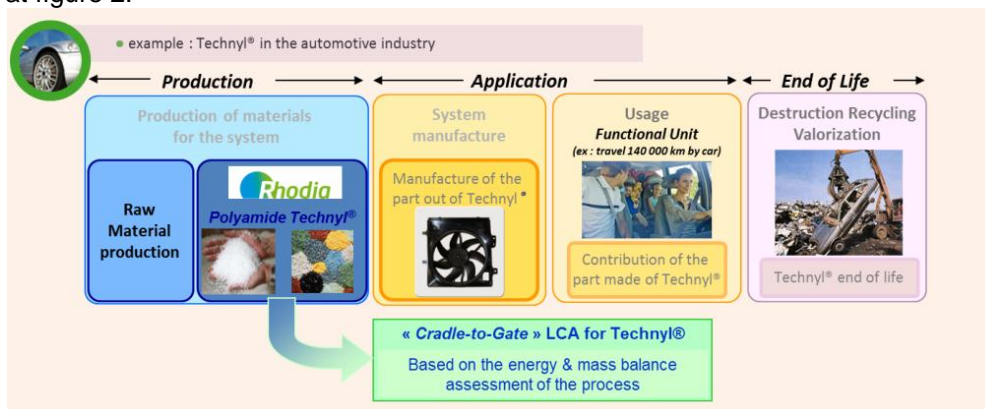 at figure 2.
• example : Technyl® in the automotive industry
Production
Application
End of Life
Production of materials
for the system
Raw
Material
production
Rhodia
Polyamide Technyl®
System
manufacture
Manufacture of the
part out of Technyl®
Usage
Functional Unit
(ex : travel 140 000 km by car)
Contribution of the
part made of Technyl®
Destruction Recycling
Valorization
Technyl® end of life
« Cradle-to-Gate » LCA for Technyl®
Based on the energy & mass balance
assessment of the process